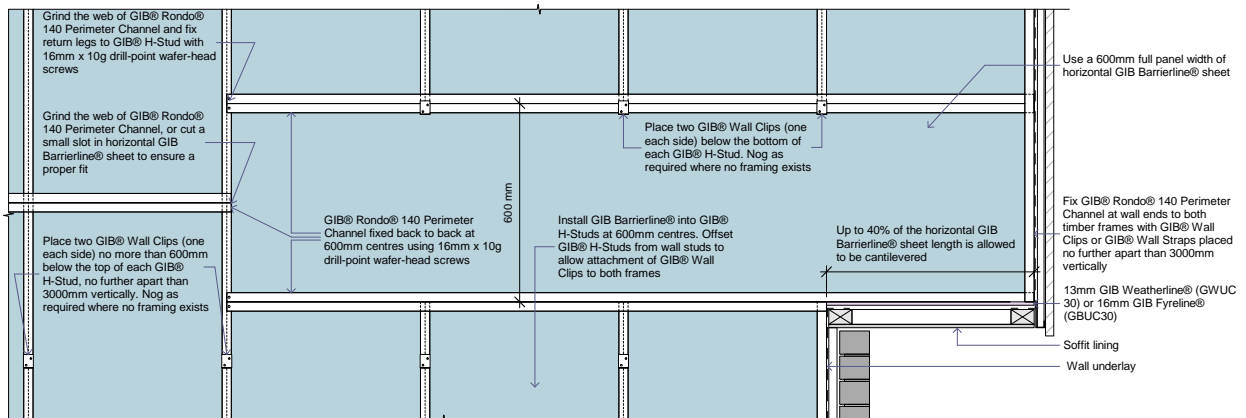 Grind the web of GIB® Rondo®
140 Perimeter Channel and fix
return legs to GIB® H-Stud with
16mm x 10g drill-point wafer-head
screws
Grind the web of GIB® Rondo®
140 Perimeter Channel, or cut a
small slot in horizontal GIB
Barrierline® sheet to ensure a
proper fit
Place two GIB® Wall Clips (one
each side) no more than 600mm
below the top of each GIB®
H-Stud, no further apart than
3000mm vertically. Nog as
required where no framing exists
GIB® Rondo® 140 Perimeter
Channel fixed back to back at
600mm centres using 16mm x 10g
drill-point wafer-head screws
600 mm
Place two GIB® Wall Clips (one
each side) below the bottom of
each GIB® H-Stud. Nog as
required where no framing exists
Install GIB Barrierline® into GIB®
H-Studs at 600mm centres. Offset
GIB® H-Studs from wall studs to
allow attachment of GIB® Wall
Clips to both frames
Up to 40% of the horizontal GIB
Barrierline® sheet length is allowed
to be cantilevered
Use a 600mm full panel width of
horizontal GIB Barrierline® sheet
Fix GIB® Rondo® 140 Perimeter
Channel at wall ends to both
timber frames with GIB® Wall
Clips or GIB® Wall Straps placed
no further apart than 3000mm
vertically
13mm GIB Weatherline® (GWUC
30) or 16mm GIB Fyreline®
(GBUC30)
Soffit lining
Wall underlay